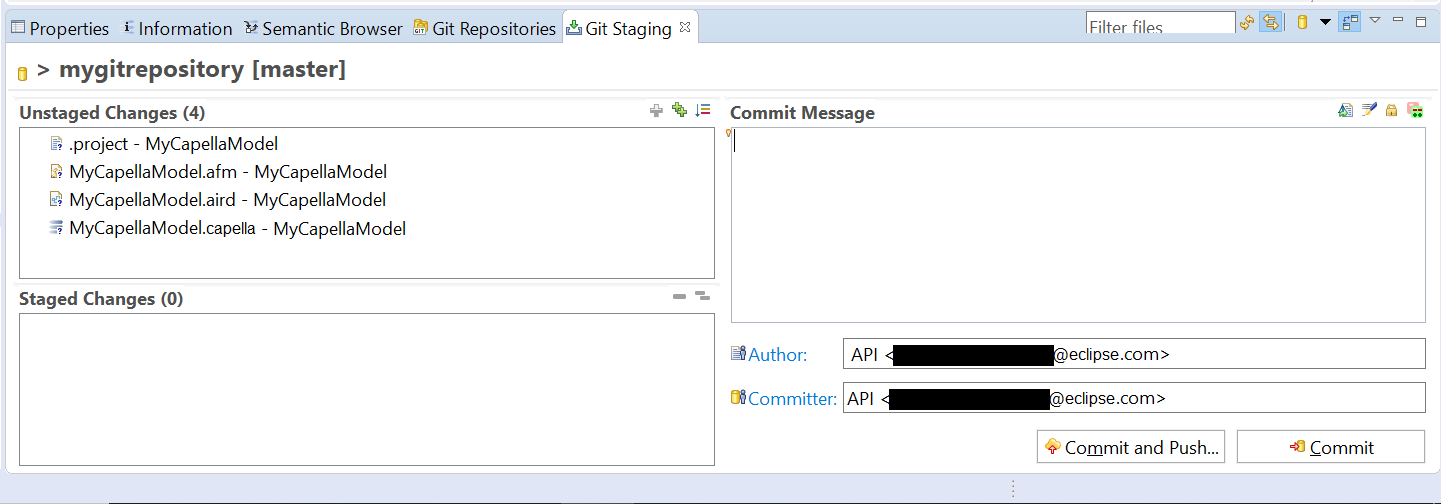 Properties Information Semantic Browser Git Repositories Git Staging Filter files
> mygitrepository [master]
Unstaged Changes (4)
.project - MyCapellaModel
MyCapellaModel.afm - MyCapellaModel
MyCapellaModel.aird - MyCapellaModel
MyCapellaModel.capella - MyCapellaModel
Staged Changes (0)
Commit Message
Author: API < @eclipse.com>
Committer: API < @eclipse.com>
Commit and Push... Commit